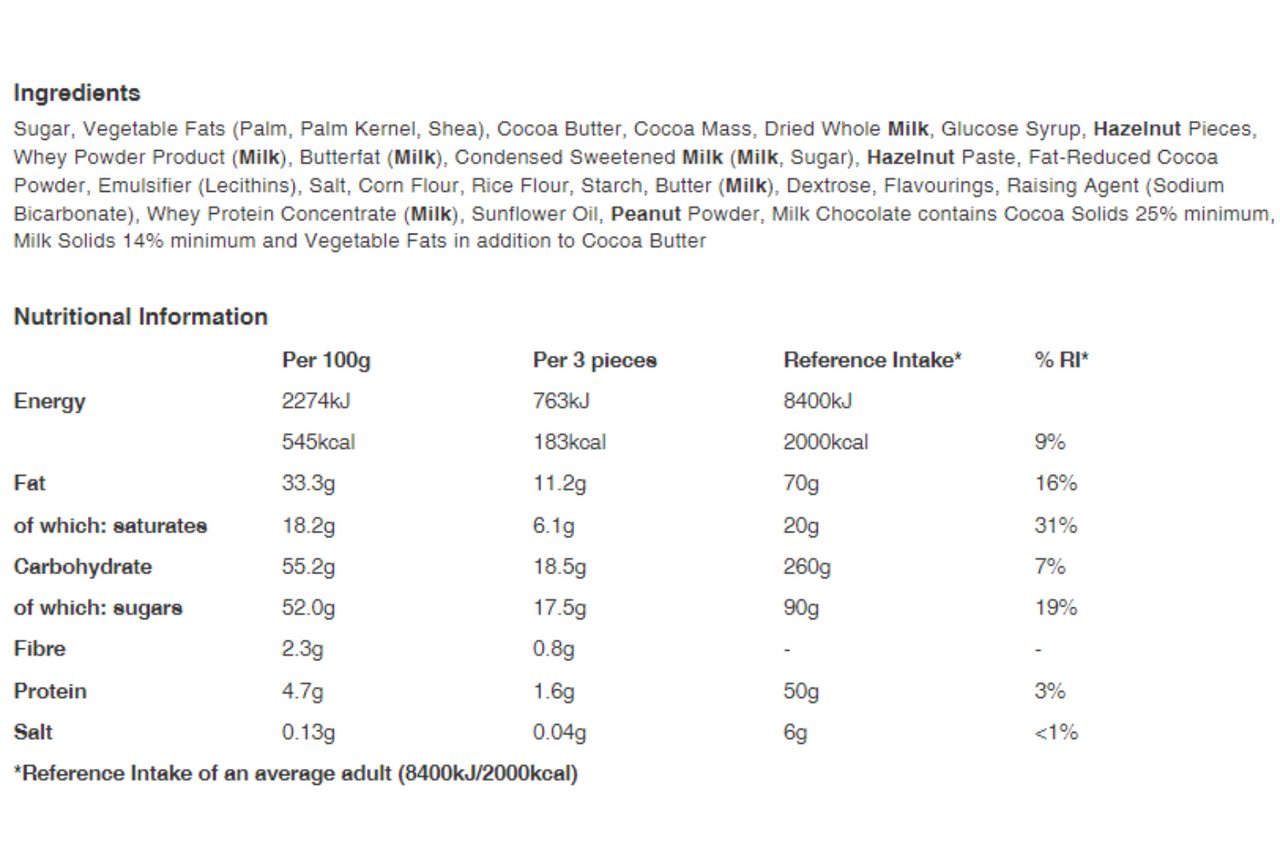 Ingredients
Sugar, Vegetable Fats (Palm, Palm Kernel, Shea), Cocoa Butter, Cocoa Mass, Dried Whole Milk, Glucose Syrup, Hazelnut Pieces,
Whey Powder Product (Milk), Butterfat (Milk), Condensed Sweetened Milk (Milk, Sugar), Hazelnut Paste, Fat-Reduced Cocoa
Powder, Emulsifier (Lecithins), Salt, Corn Flour, Rice Flour, Starch, Butter (Milk), Dextrose, Flavourings, Raising Agent (Sodium
Bicarbonate), Whey Protein Concentrate (Milk), Sunflower Oil, Peanut Powder, Milk Chocolate contains Cocoa Solids 25% minimum,
Milk Solids 14% minimum and Vegetable Fats in addition to Cocoa Butter
Nutritional Information
Per 100g Per 3 pieces Reference Intake* % RI*
Energy 2274kJ 763kJ 8400kJ
545kcal 183kcal 2000kcal 9%
Fat 33.3g 11.2g 70g 16%
of which: saturates 18.2g 6.1g 20g 31%
Carbohydrate 55.2g 18.5g 260g 7%
of which: sugars 52.0g 17.5g 90g 19%
Fibre 2.3g 0.8g - -
Protein 4.7g 1.6g 50g 3%
Salt 0.13g 0.04g 6g <1%
*Reference Intake of an average adult (8400kJ/2000kcal)